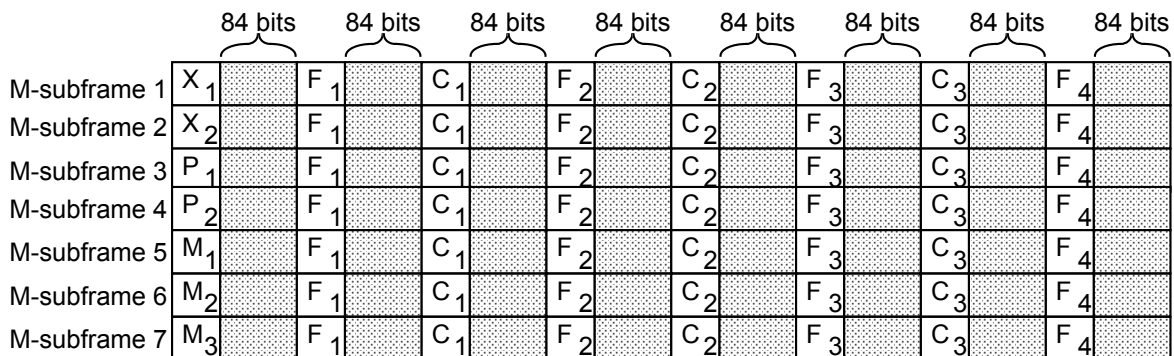 84 bits 84 bits 84 bits 84 bits 84 bits 84 bits 84 bits 84 bits
M-subframe 1 X1 F1 C1 F2 C2 F3 C3 F4
M-subframe 2 X2 F1 C1 F2 C2 F3 C3 F4
M-subframe 3 P1 F1 C1 F2 C2 F3 C3 F4
M-subframe 4 P2 F1 C1 F2 C2 F3 C3 F4
M-subframe 5 M1 F1 C1 F2 C2 F3 C3 F4
M-subframe 6 M2 F1 C1 F2 C2 F3 C3 F4
M-subframe 7 M3 F1 C1 F2 C2 F3 C3 F4